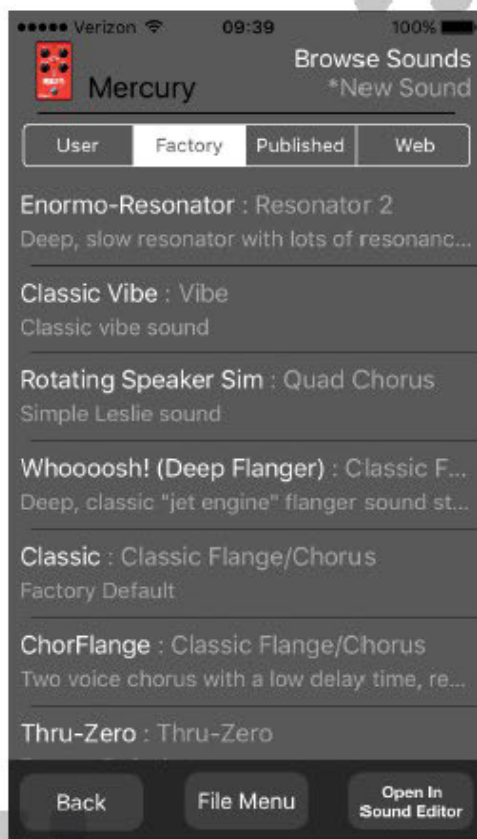 Verizon 09:39 100%
Mercury
Browse Sounds
*New Sound
User Factory Published Web
Enormo-Resonator : Resonator 2
Deep, slow resonator with lots of resonanc...
Classic Vibe : Vibe
Classic vibe sound
Rotating Speaker Sim : Quad Chorus
Simple Leslie sound
Whoooosh! (Deep Flanger) : Classic F...
Deep, classic "jet engine" flanger sound st...
Classic : Classic Flange/Chorus
Factory Default
ChorFlange : Classic Flange/Chorus
Two voice chorus with a low delay time, re...
Thru-Zero : Thru-Zero
Back File Menu Open In
Sound Editor